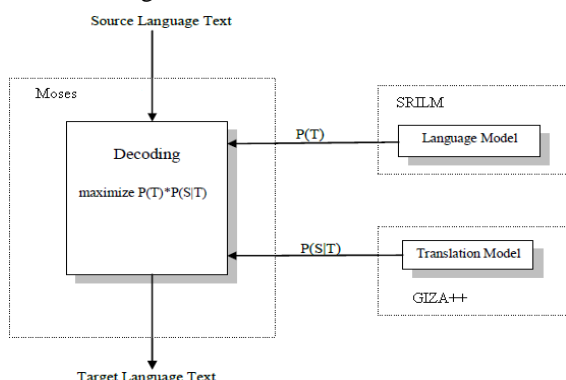 Source Language Text
Moses
SRILM
P(T)
Language Model
Decoding
maximize P(T)*P(S|T)
P(S|T)
Translation Model
GIZA++
Target Language Text